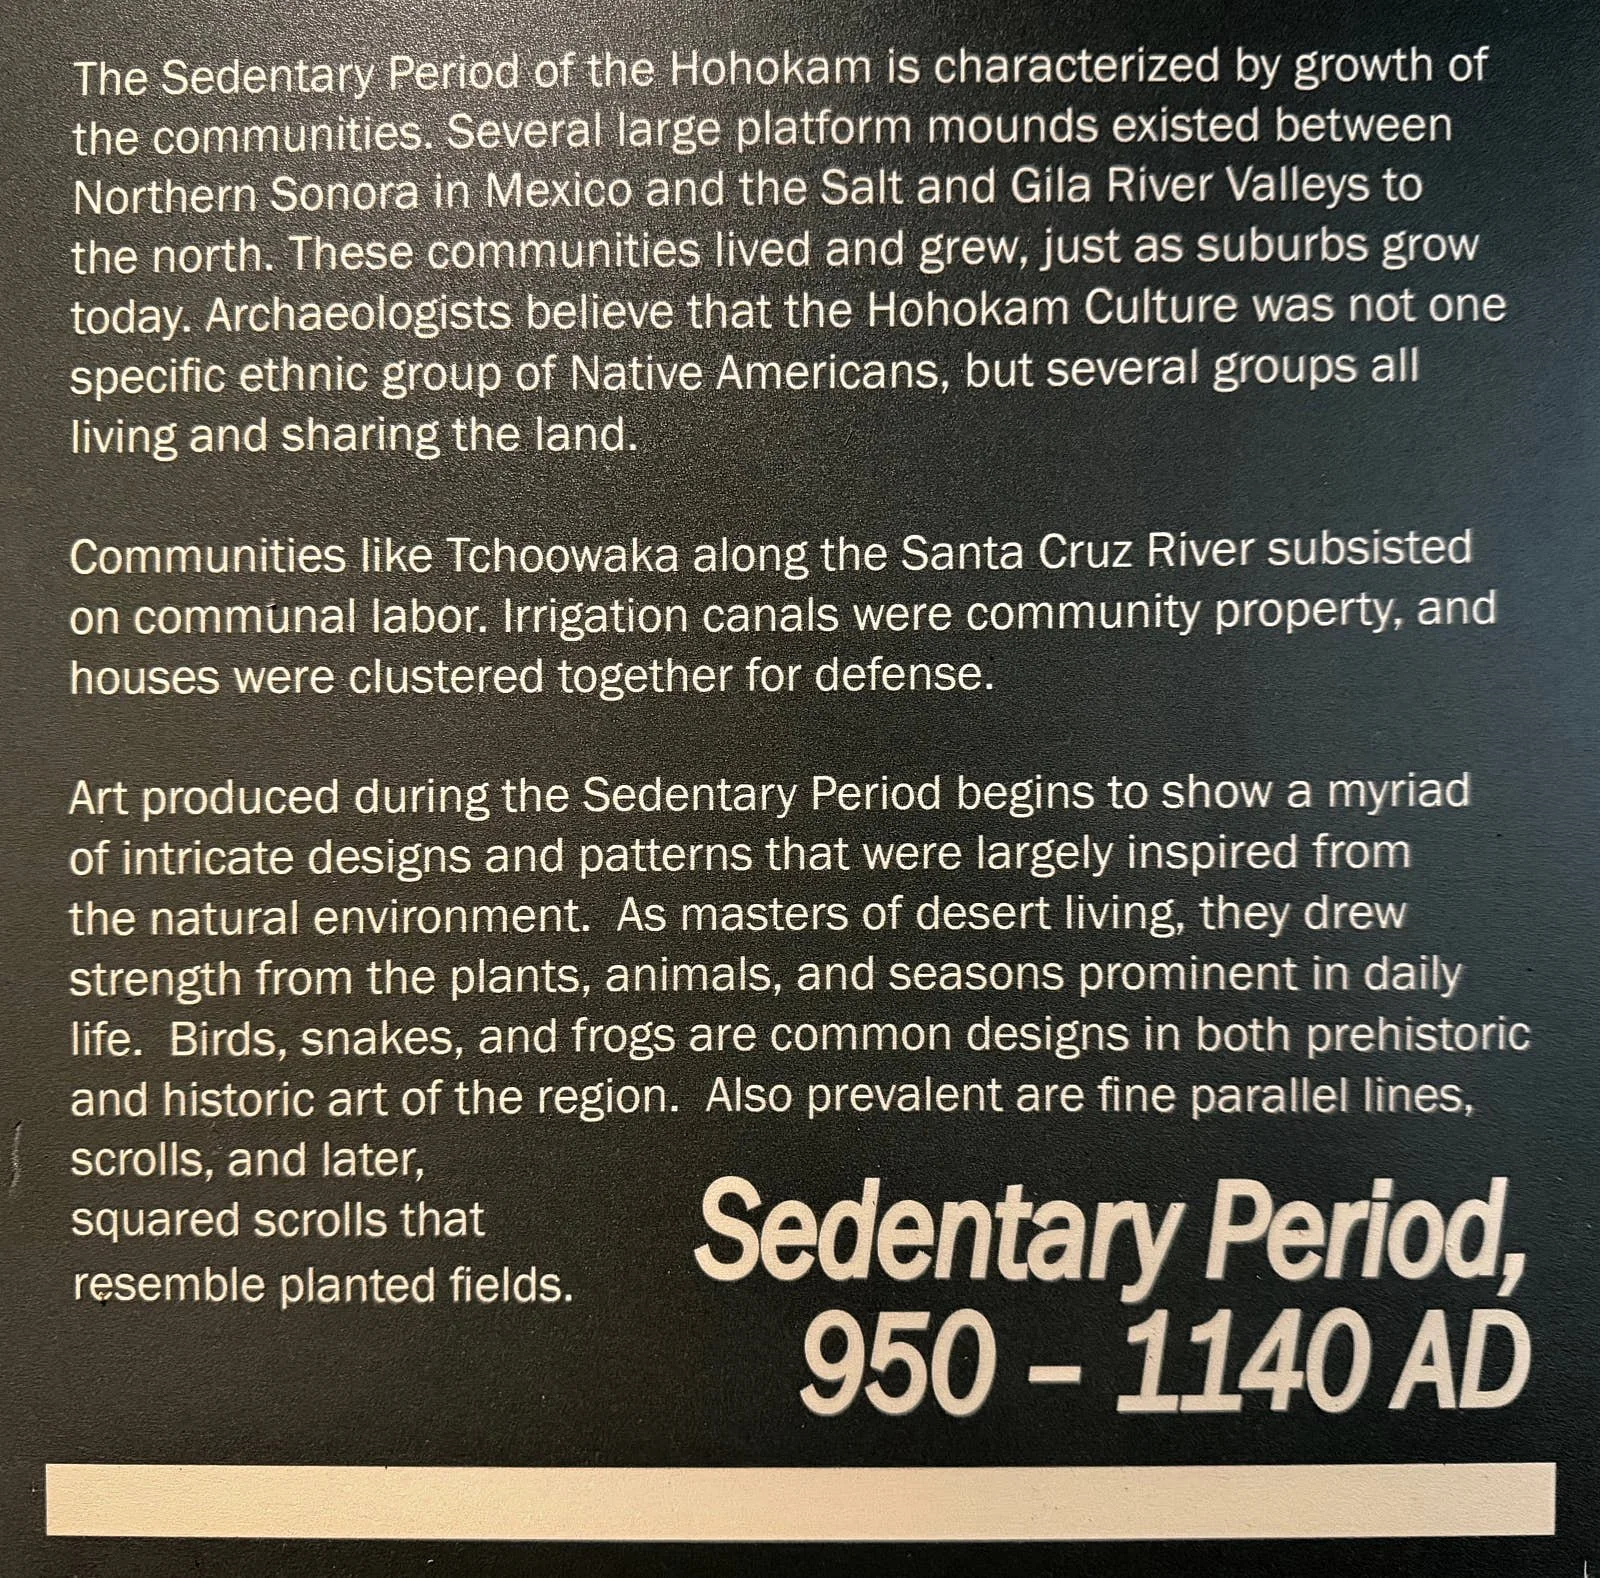 The Sedentary Period of the Hohokam is characterized by growth of
the communities. Several large platform mounds existed between
Northern Sonora in Mexico and the Salt and Gila River Valleys to
the north. These communities lived and grew, just as suburbs grow
today. Archaeologists believe that the Hohokam Culture was not one
specific ethnic group of Native Americans, but several groups all
living and sharing the land.
Communities like Tchoowaka along the Santa Cruz River subsisted
on communal labor. Irrigation canals were community property, and
houses were clustered together for defense.
Art produced during the Sedentary Period begins to show a myriad
of intricate designs and patterns that were largely inspired from
the natural environment.  As masters of desert living, they drew
strength from the plants, animals, and seasons prominent in daily
life.  Birds, snakes, and frogs are common designs in both prehistoric
and historic art of the region.  Also prevalent are fine parallel lines,
scrolls, and later,
squared scrolls that
resemble planted fields.
Sedentary Period,
950 – 1140 AD